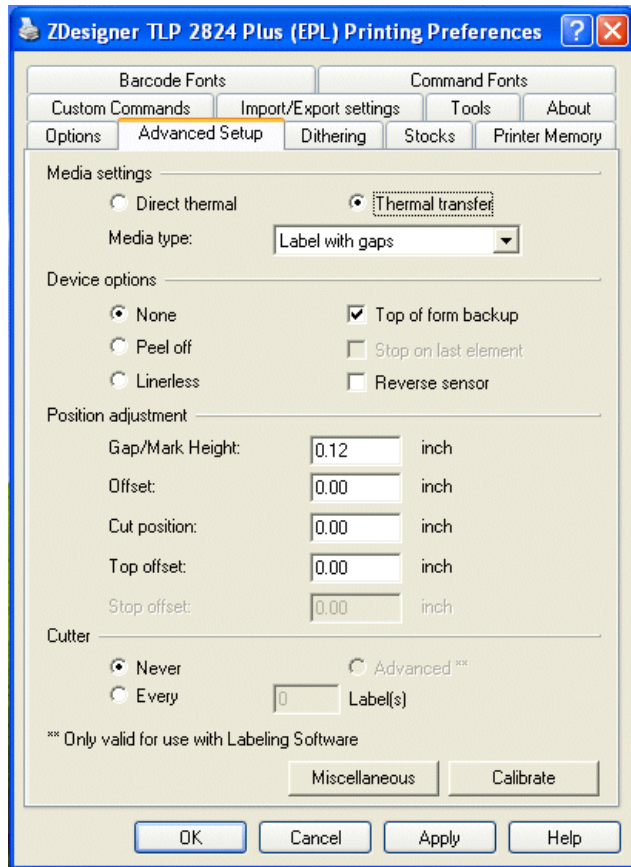 ZDesigner TLP 2824 Plus (EPL) Printing Preferences
Barcode Fonts Command Fonts
Custom Commands Import/Export settings Tools About
Options Advanced Setup Dithering Stocks Printer Memory
Media settings
Direct thermal Thermal transfer
Media type: Label with gaps
Device options
None Top of form backup
Peel off Stop on last element
Linerless Reverse sensor
Position adjustment
Gap/Mark Height: 0.12 inch
Offset: 0.00 inch
Cut position: 0.00 inch
Top offset: 0.00 inch
Stop offset: 0.00 inch
Cutter
Never Advanced **
Every 0 Label(s)
** Only valid for use with Labeling Software
Miscellaneous Calibrate
OK Cancel Apply Help